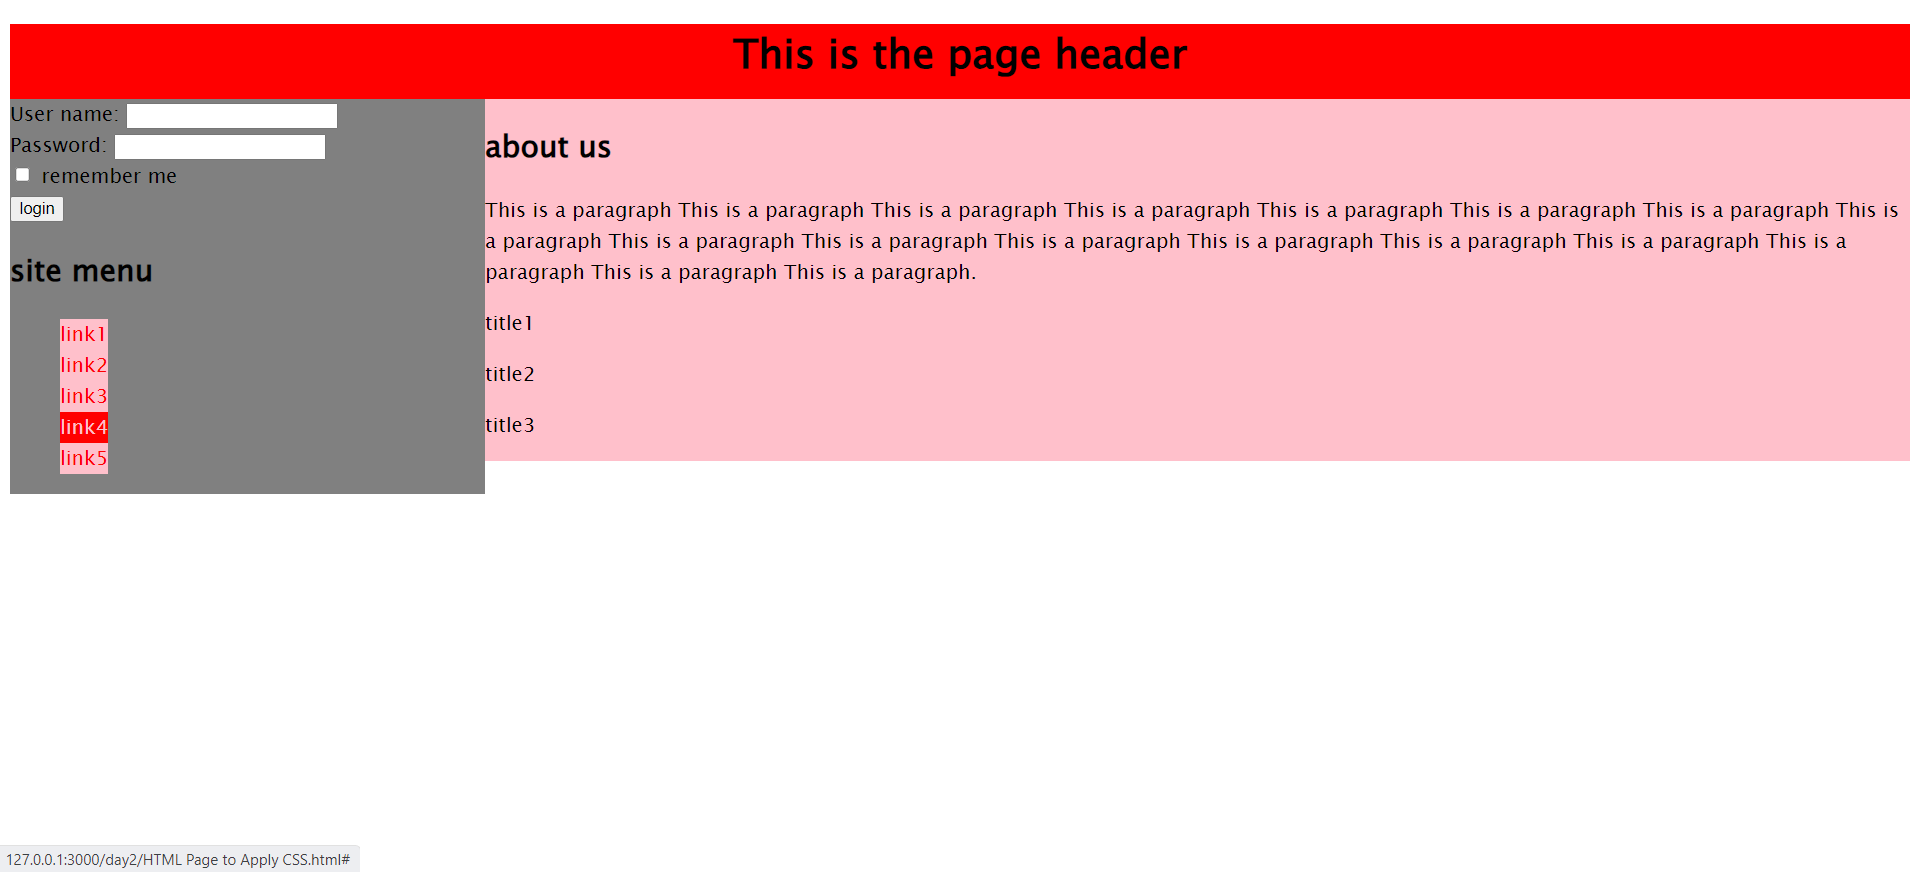 This is the page header
User name:
Password:
remember me
login
site menu
link1
link2
link3
link4
link5
about us
This is a paragraph This is a paragraph This is a paragraph This is a paragraph This is a paragraph This is a paragraph This is a paragraph This is
a paragraph This is a paragraph This is a paragraph This is a paragraph This is a paragraph This is a paragraph This is a paragraph This is a
paragraph This is a paragraph This is a paragraph.
title1
title2
title3
127.0.0.1:3000/day2/HTML Page to Apply CSS.html#